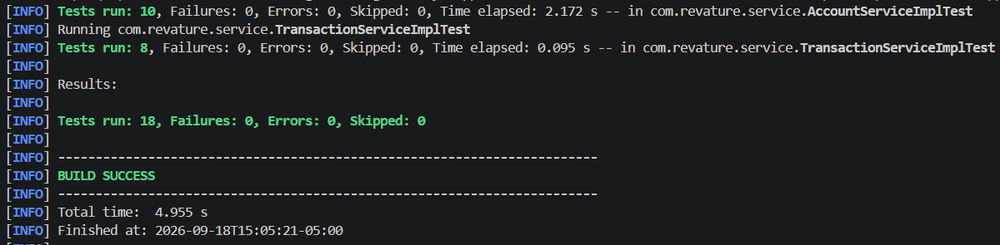 [INFO] Tests run: 10, Failures: 0, Errors: 0, Skipped: 0, Time elapsed: 2.172 s -- in com.revature.service.AccountServiceImplTest
[INFO] Running com.revature.service.TransactionServiceImplTest
[INFO] Tests run: 8, Failures: 0, Errors: 0, Skipped: 0, Time elapsed: 0.095 s -- in com.revature.service.TransactionServiceImplTest
[INFO]
[INFO] Results:
[INFO]
[INFO] Tests run: 18, Failures: 0, Errors: 0, Skipped: 0
[INFO]
[INFO] ------------------------------------------------------------------------
[INFO] BUILD SUCCESS
[INFO] ------------------------------------------------------------------------
[INFO] Total time:  4.955 s
[INFO] Finished at: 2026-09-18T15:05:21-05:00